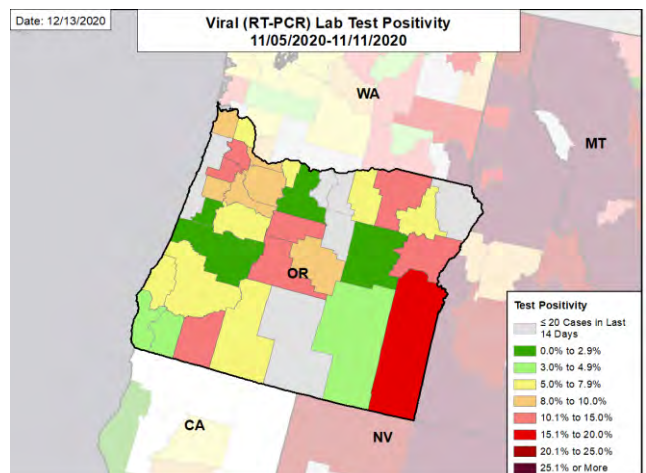 Date: 12/13/2020
Viral (RT-PCR) Lab Test Positivity
11/05/2020-11/11/2020
WA
MT
OR
CA
NV
Test Positivity
≤ 20 Cases in Last
14 Days
0.0% to 2.9%
3.0% to 4.9%
5.0% to 7.9%
8.0% to 10.0%
10.1% to 15.0%
15.1% to 20.0%
20.1% to 25.0%
25.1% or More